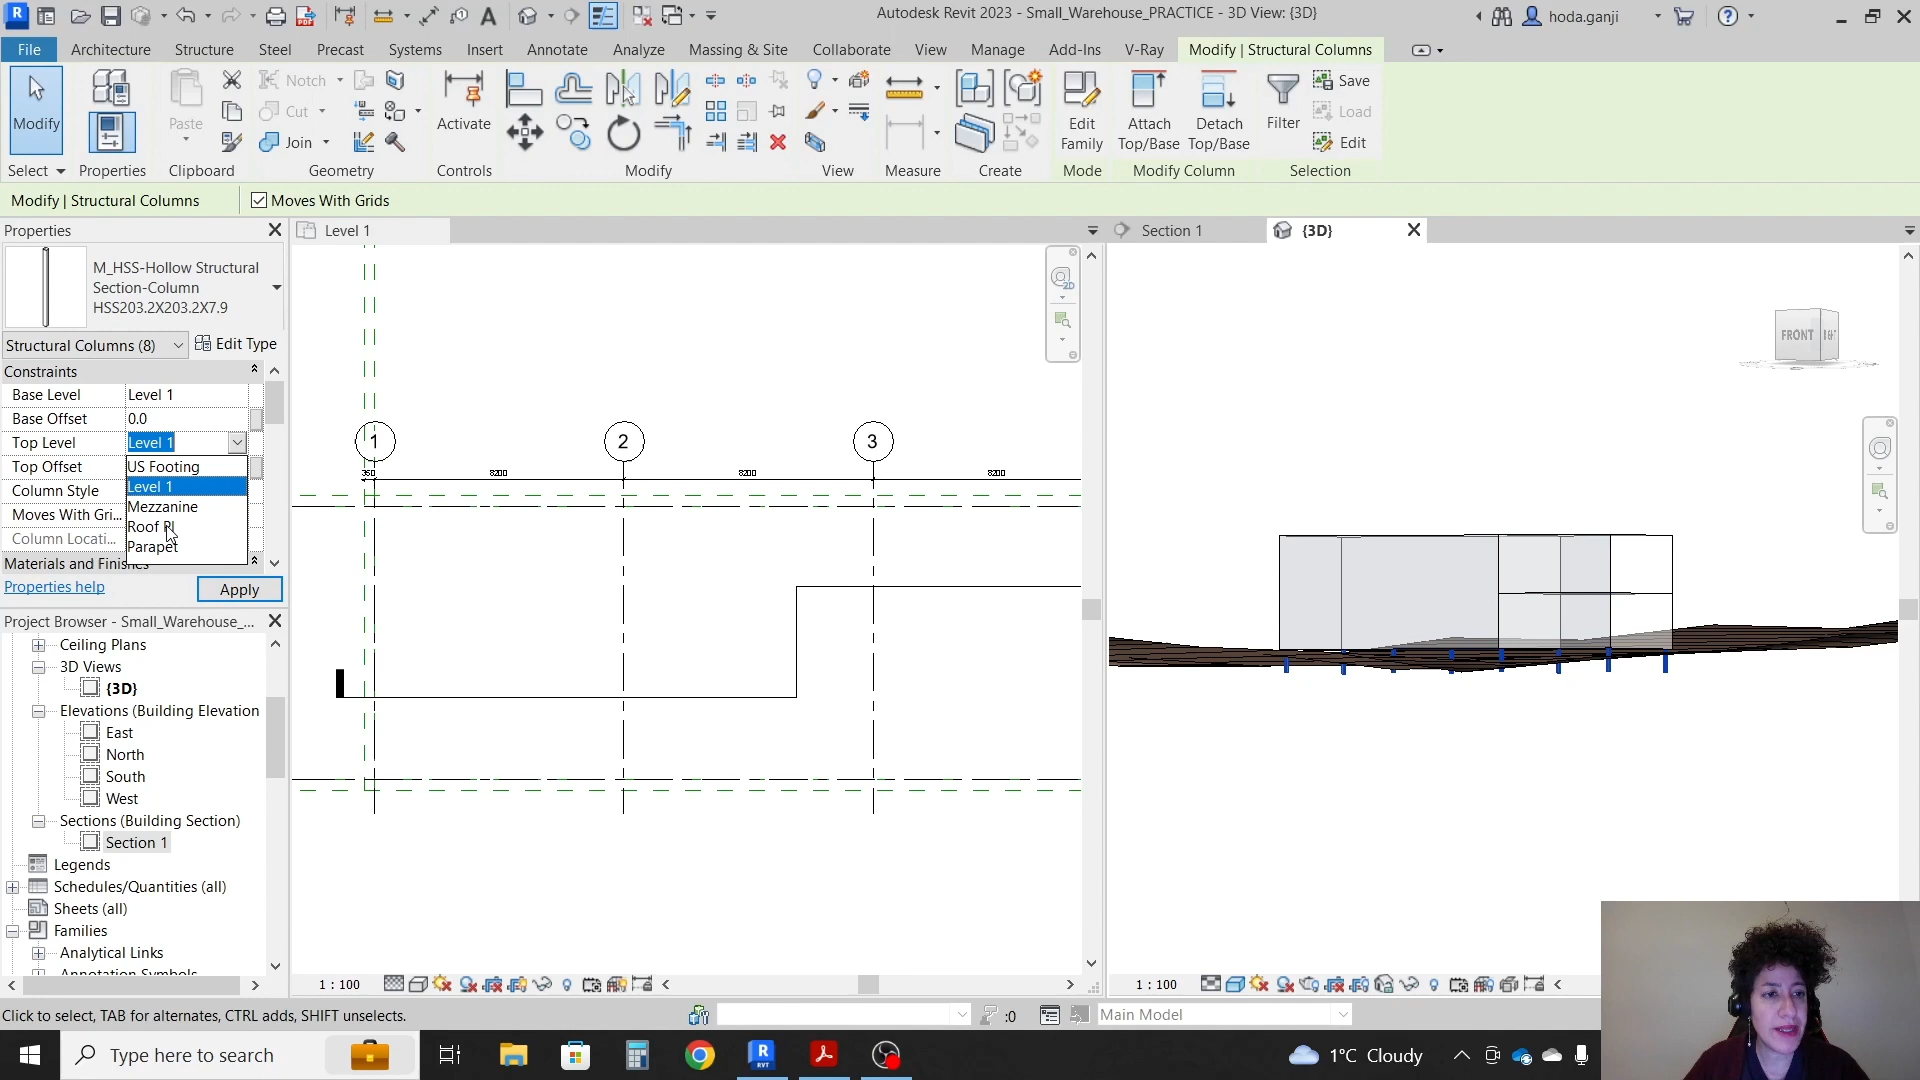 Autodesk Revit 2023 - Small_Warehouse_PRACTICE - 3D View: {3D}
hoda.ganji
File Architecture Structure Steel Precast Systems Insert Annotate Analyze Massing & Site Collaborate View Manage Add-Ins V-Ray Modify | Structural Columns
Modify
Paste
Notch
Cut
Join
Activate
Edit Family
Attach Top/Base
Detach Top/Base
Filter
Save
Load
Edit
Select Properties Clipboard Geometry Controls Modify View Measure Create Mode Modify Column Selection
Modify | Structural Columns
Moves With Grids
Properties
M_HSS-Hollow Structural
Section-Column
HSS203.2X203.2X7.9
Structural Columns (8)
Edit Type
Constraints
Base Level Level 1
Base Offset 0.0
Top Level Level 1
Top Offset
Column Style
Moves With Gri...
Column Locati...
US Footing
Level 1
Mezzanine
Roof Pl
Parapet
Materials and Finishes
Properties help
Apply
Project Browser - Small_Warehouse_...
Ceiling Plans
3D Views
{3D}
Elevations (Building Elevation
East
North
South
West
Sections (Building Section)
Section 1
Legends
Schedules/Quantities (all)
Sheets (all)
Families
Analytical Links
Annotation Symbols
Level 1
2D
1
2
3
350
8200
8200
8200
1 : 100
Section 1
{3D}
FRONT
1 : 100
Click to select, TAB for alternates, CTRL adds, SHIFT unselects.
:0
Main Model
Type here to search
R
RVT
1°C Cloudy